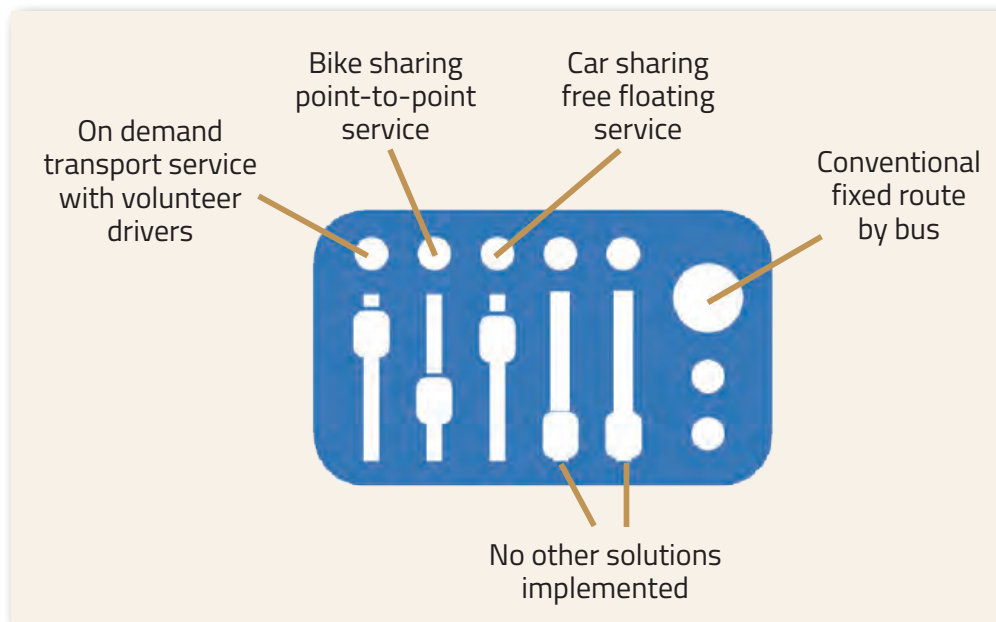 On demand
transport service
with volunteer
drivers
Bike sharing
point-to-point
service
Car sharing
free floating
service
Conventional
fixed route
by bus
No other solutions
implemented